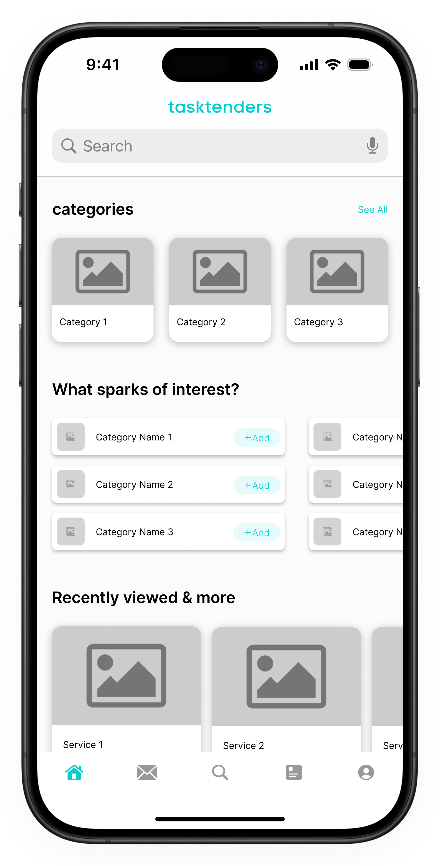 9:41
tasktenders
Search
categories
See All
Category 1
Category 2
Category 3
What sparks of interest?
Category Name 1
+Add
Category N
Category Name 2
+Add
Category N
Category Name 3
+Add
Category N
Recently viewed & more
Service 1
Service 2
Serv